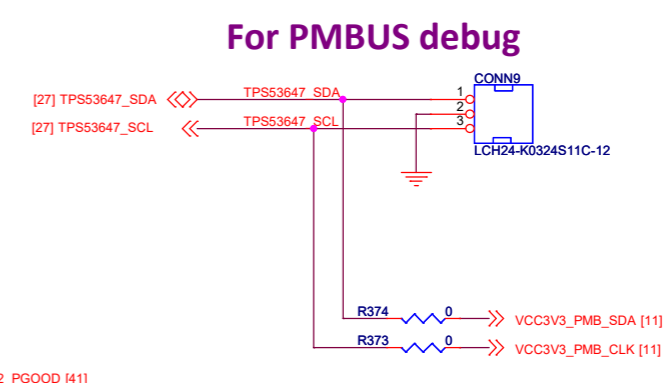 For PMBUS debug
CONN9
[27] TPS53647_SDA
TPS53647_SDA
1
2
[27] TPS53647_SCL
TPS53647_SCL
3
LCH24-K0324S11C-12
R374
0
VCC3V3_PMB_SDA [11]
R373
0
VCC3V3_PMB_CLK [11]
2_PGOOD [41]